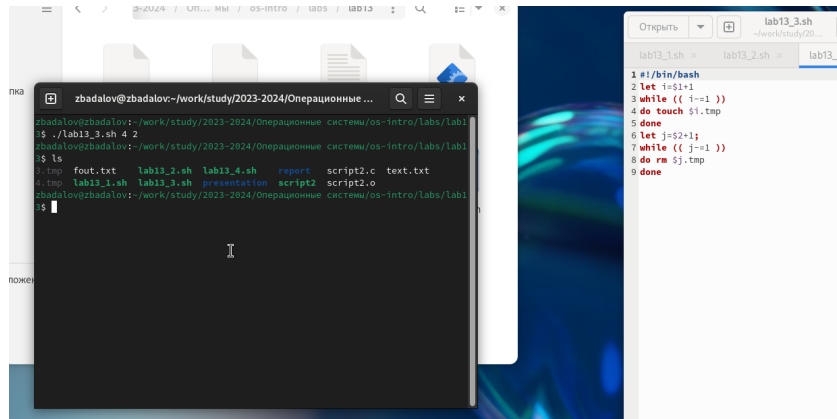 3-2024 / Оп... мы / os-intro / labs / lab13
пка
zbadalov@zbadalov:~/work/study/2023-2024/Операционные ...
zbadalov@zbadalov:~/work/study/2023-2024/Операционные системы/os-intro/labs/lab1
3$ ./lab13_3.sh 4 2
zbadalov@zbadalov:~/work/study/2023-2024/Операционные системы/os-intro/labs/lab1
3$ ls
3.tmp fout.txt lab13_2.sh lab13_4.sh report script2.c text.txt
4.tmp lab13_1.sh lab13_3.sh presentation script2 script2.o
zbadalov@zbadalov:~/work/study/2023-2024/Операционные системы/os-intro/labs/lab1
3$
ложен
Открыть
lab13_3.sh
~/work/study/20...
lab13_1.sh
lab13_2.sh
lab13_
1 #!/bin/bash
2 let i=$1+1
3 while (( i-=1 ))
4 do touch $i.tmp
5 done
6 let j=$2+1;
7 while (( j-=1 ))
8 do rm $j.tmp
9 done